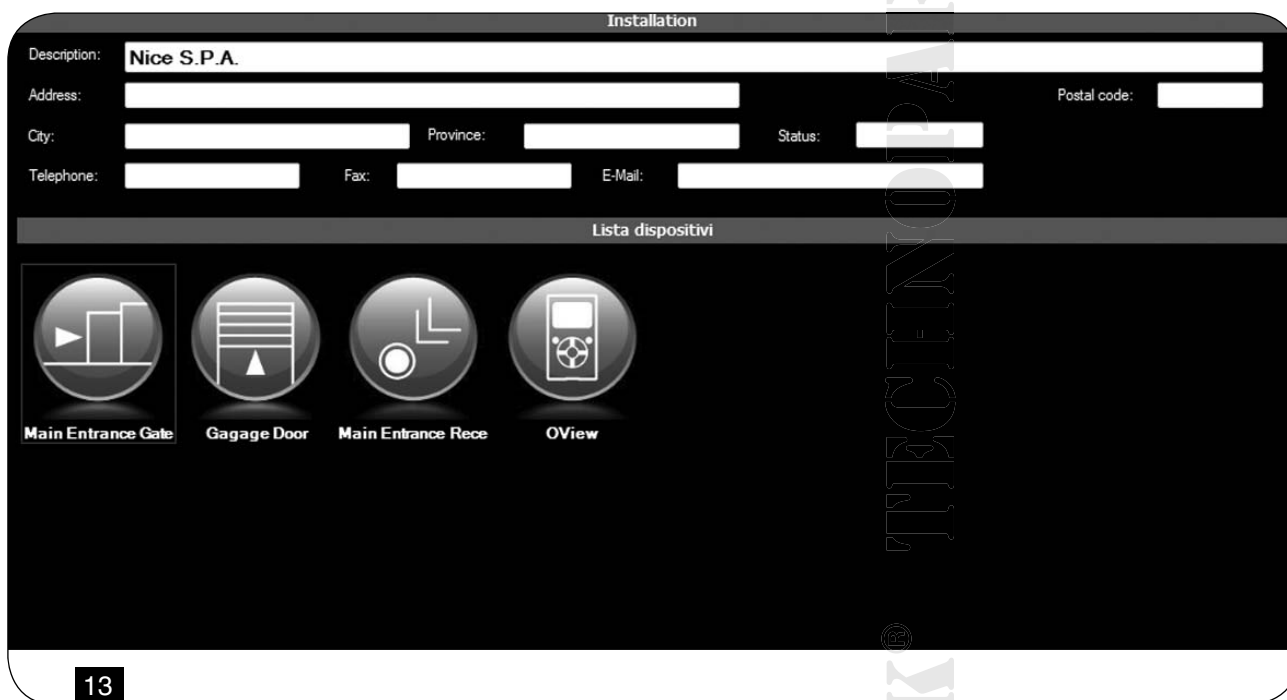 Installation
Description: Nice S.P.A.
Address: Postal code:
City: Province: Status:
Telephone: Fax: E-Mail:
Lista dispositivi
Main Entrance Gate Gagage Door Main Entrance Rece OView
13